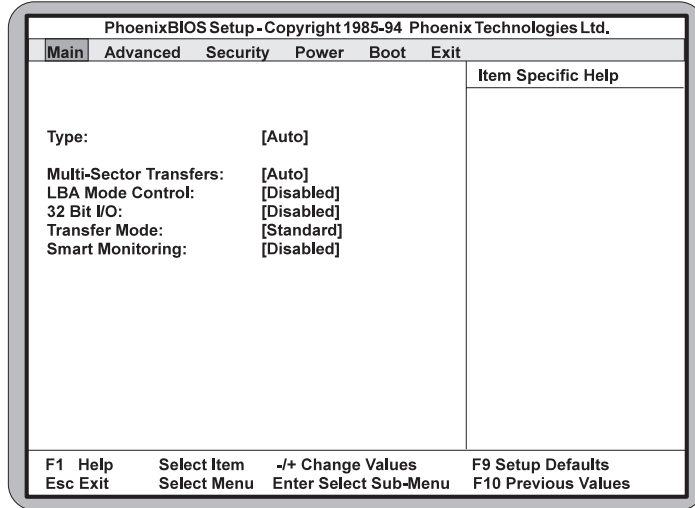 PhoenixBIOS Setup - Copyright 1985-94 Phoenix Technologies Ltd.
Main Advanced Security Power Boot Exit
Item Specific Help
Type: [Auto]
Multi-Sector Transfers: [Auto]
LBA Mode Control: [Disabled]
32 Bit I/O: [Disabled]
Transfer Mode: [Standard]
Smart Monitoring: [Disabled]
F1 Help Select Item -/+ Change Values F9 Setup Defaults
Esc Exit Select Menu Enter Select Sub-Menu F10 Previous Values